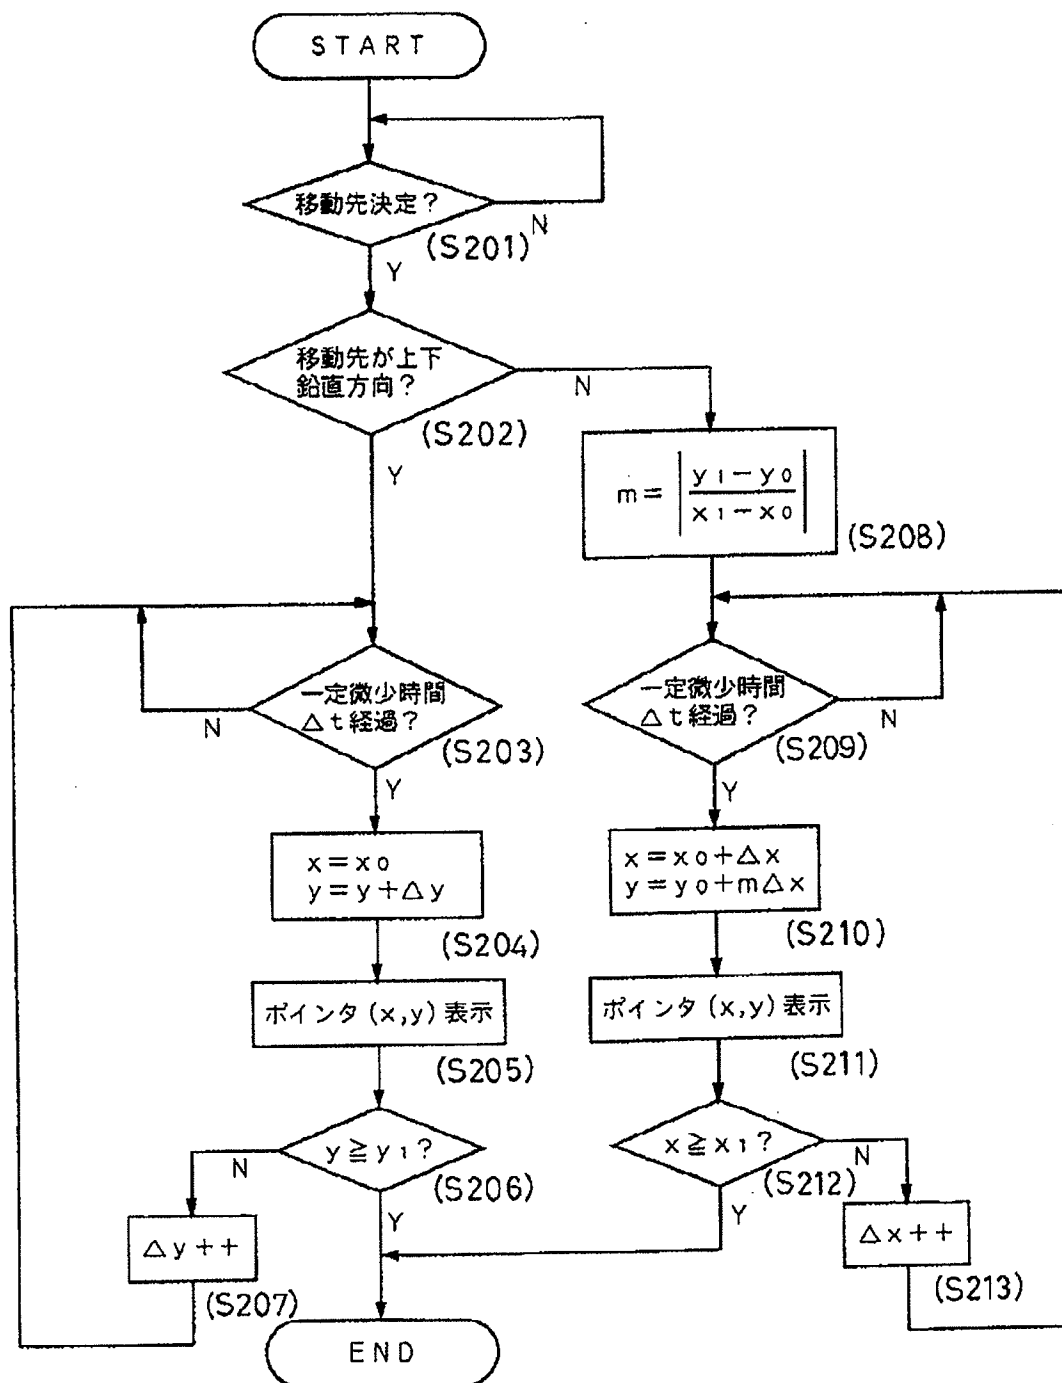 START
移動先決定?
N
(S201)
Y
移動先が上下
鉛直方向?
N
(S202)
Y
m = | y1 − y0 / x1 − x0 |
(S208)
一定微少時間
Δt経過?
N
(S203)
Y
x = x0
y = y + Δy
(S204)
ポインタ (x,y) 表示
(S205)
y ≧ y1?
N
(S206)
Y
Δy++
(S207)
一定微少時間
Δt経過?
N
(S209)
Y
x = x0 + Δx
y = y0 + mΔx
(S210)
ポインタ (x,y) 表示
(S211)
x ≧ x1?
N
(S212)
Y
Δx++
(S213)
END